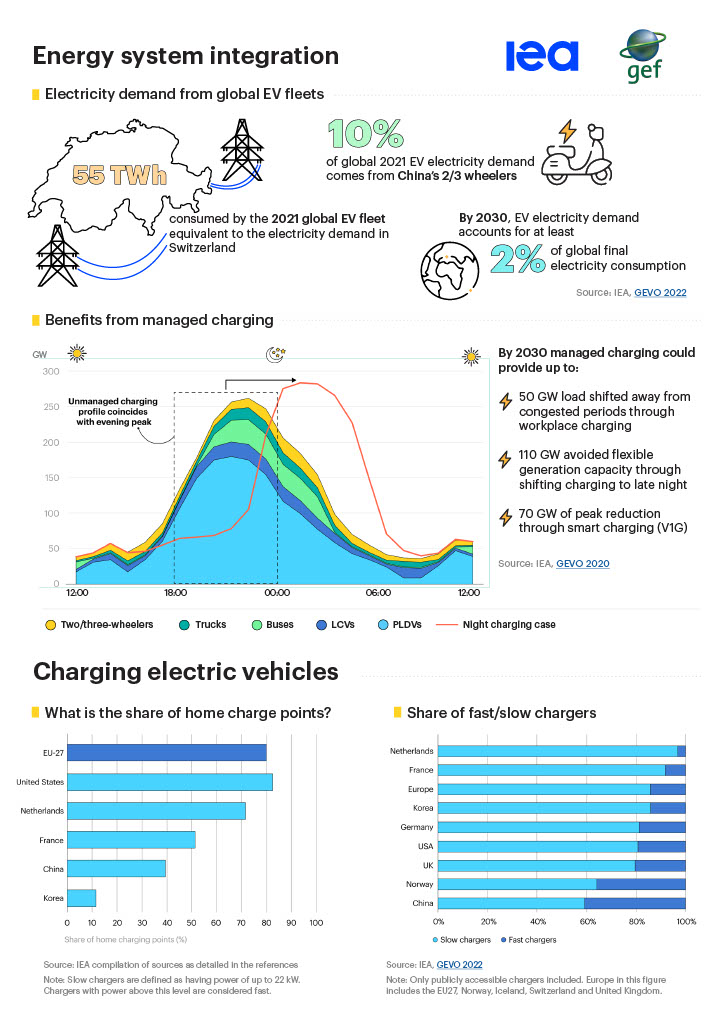 Energy system integration
iea
gef
Electricity demand from global EV fleets
55 TWh
consumed by the 2021 global EV fleet
equivalent to the electricity demand in
Switzerland
10%
of global 2021 EV electricity demand
comes from China's 2/3 wheelers
By 2030, EV electricity demand
accounts for at least
2%
of global final
electricity consumption
Source: IEA, GEVO 2022
Benefits from managed charging
GW
300
250
200
150
100
50
0
Unmanaged charging
profile coincides
with evening peak
12:00
18:00
00:00
06:00
12:00
Two/three-wheelers
Trucks
Buses
LCVs
PLDVs
Night charging case
By 2030 managed charging could
provide up to:
50 GW load shifted away from
congested periods through
workplace charging
110 GW avoided flexible
generation capacity through
shifting charging to late night
70 GW of peak reduction
through smart charging (V1G)
Source: IEA, GEVO 2020
Charging electric vehicles
What is the share of home charge points?
EU-27
United States
Netherlands
France
China
Korea
0 10 20 30 40 50 60 70 80 90 100
Share of home charging points (%)
Source: IEA compilation of sources as detailed in the references
Note: Slow chargers are defined as having power of up to 22 kW.
Chargers with power above this level are considered fast.
Share of fast/slow chargers
Netherlands
France
Europe
Korea
Germany
USA
UK
Norway
China
0% 20% 40% 60% 80% 100%
Slow chargers
Fast chargers
Source: IEA, GEVO 2022
Note: Only publicly accessible chargers included. Europe in this figure
includes the EU27, Norway, Iceland, Switzerland and United Kingdom.